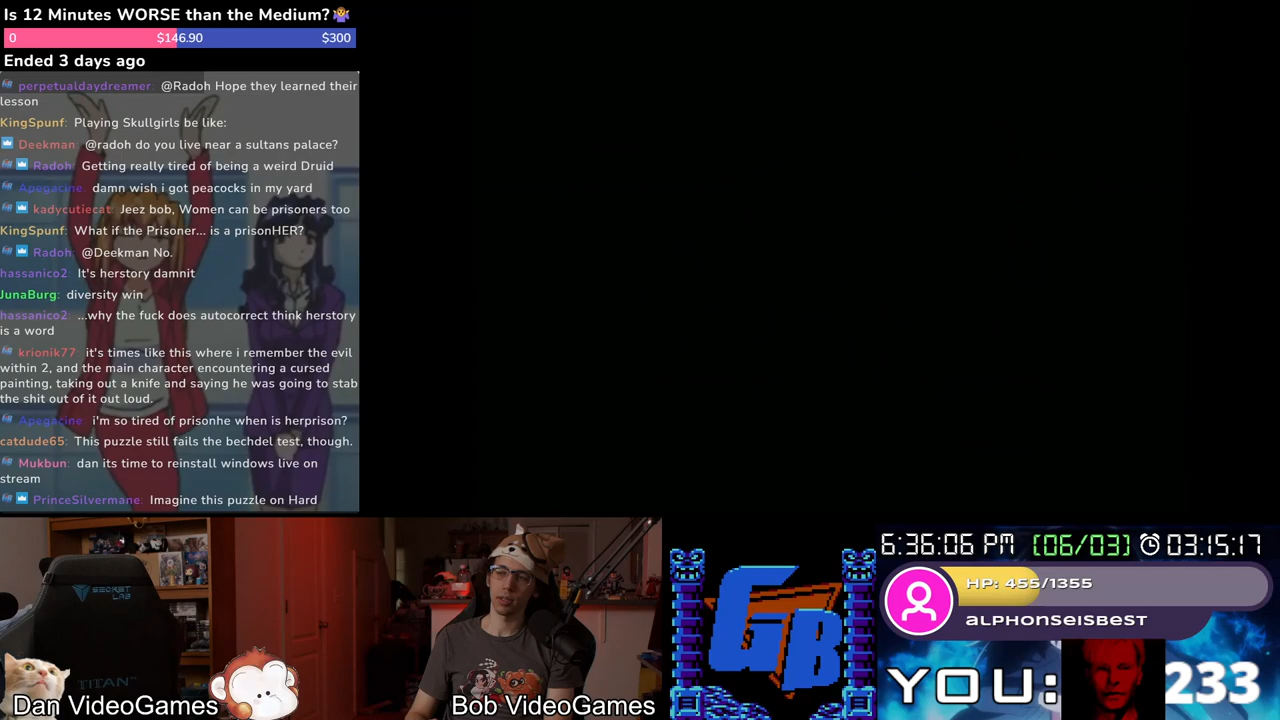 Is 12 Minutes WORSE than the Medium?🤷‍♀️
0 $146.90 $300
Ended 3 days ago
perpetualdaydreamer: @Radoh Hope they learned their
lesson
KingSpunf: Playing Skullgirls be like:
Deekman: @radoh do you live near a sultans palace?
Radoh: Getting really tired of being a weird Druid
Apegacine: damn wish i got peacocks in my yard
kadycutiecat: Jeez bob, Women can be prisoners too
KingSpunf: What if the Prisoner... is a prisonHER?
Radoh: @Deekman No.
hassanico2: It's herstory damnit
JunaBurg: diversity win
hassanico2: ...why the fuck does autocorrect think herstory
is a word
krionik77: it's times like this where i remember the evil
within 2, and the main character encountering a cursed
painting, taking out a knife and saying he was going to stab
the shit out of it out loud.
Apegacine: i'm so tired of prisonhe when is herprison?
catdude65: This puzzle still fails the bechdel test, though.
Mukbun: dan its time to reinstall windows live on
stream
PrinceSilvermane: Imagine this puzzle on Hard
SECRET
LAB
TITAN
Dan VideoGames
Bob VideoGames
GB
6:36:06 PM [06/03] 03:15:17
HP: 455/1355
alphonseisbest
YOU: 233